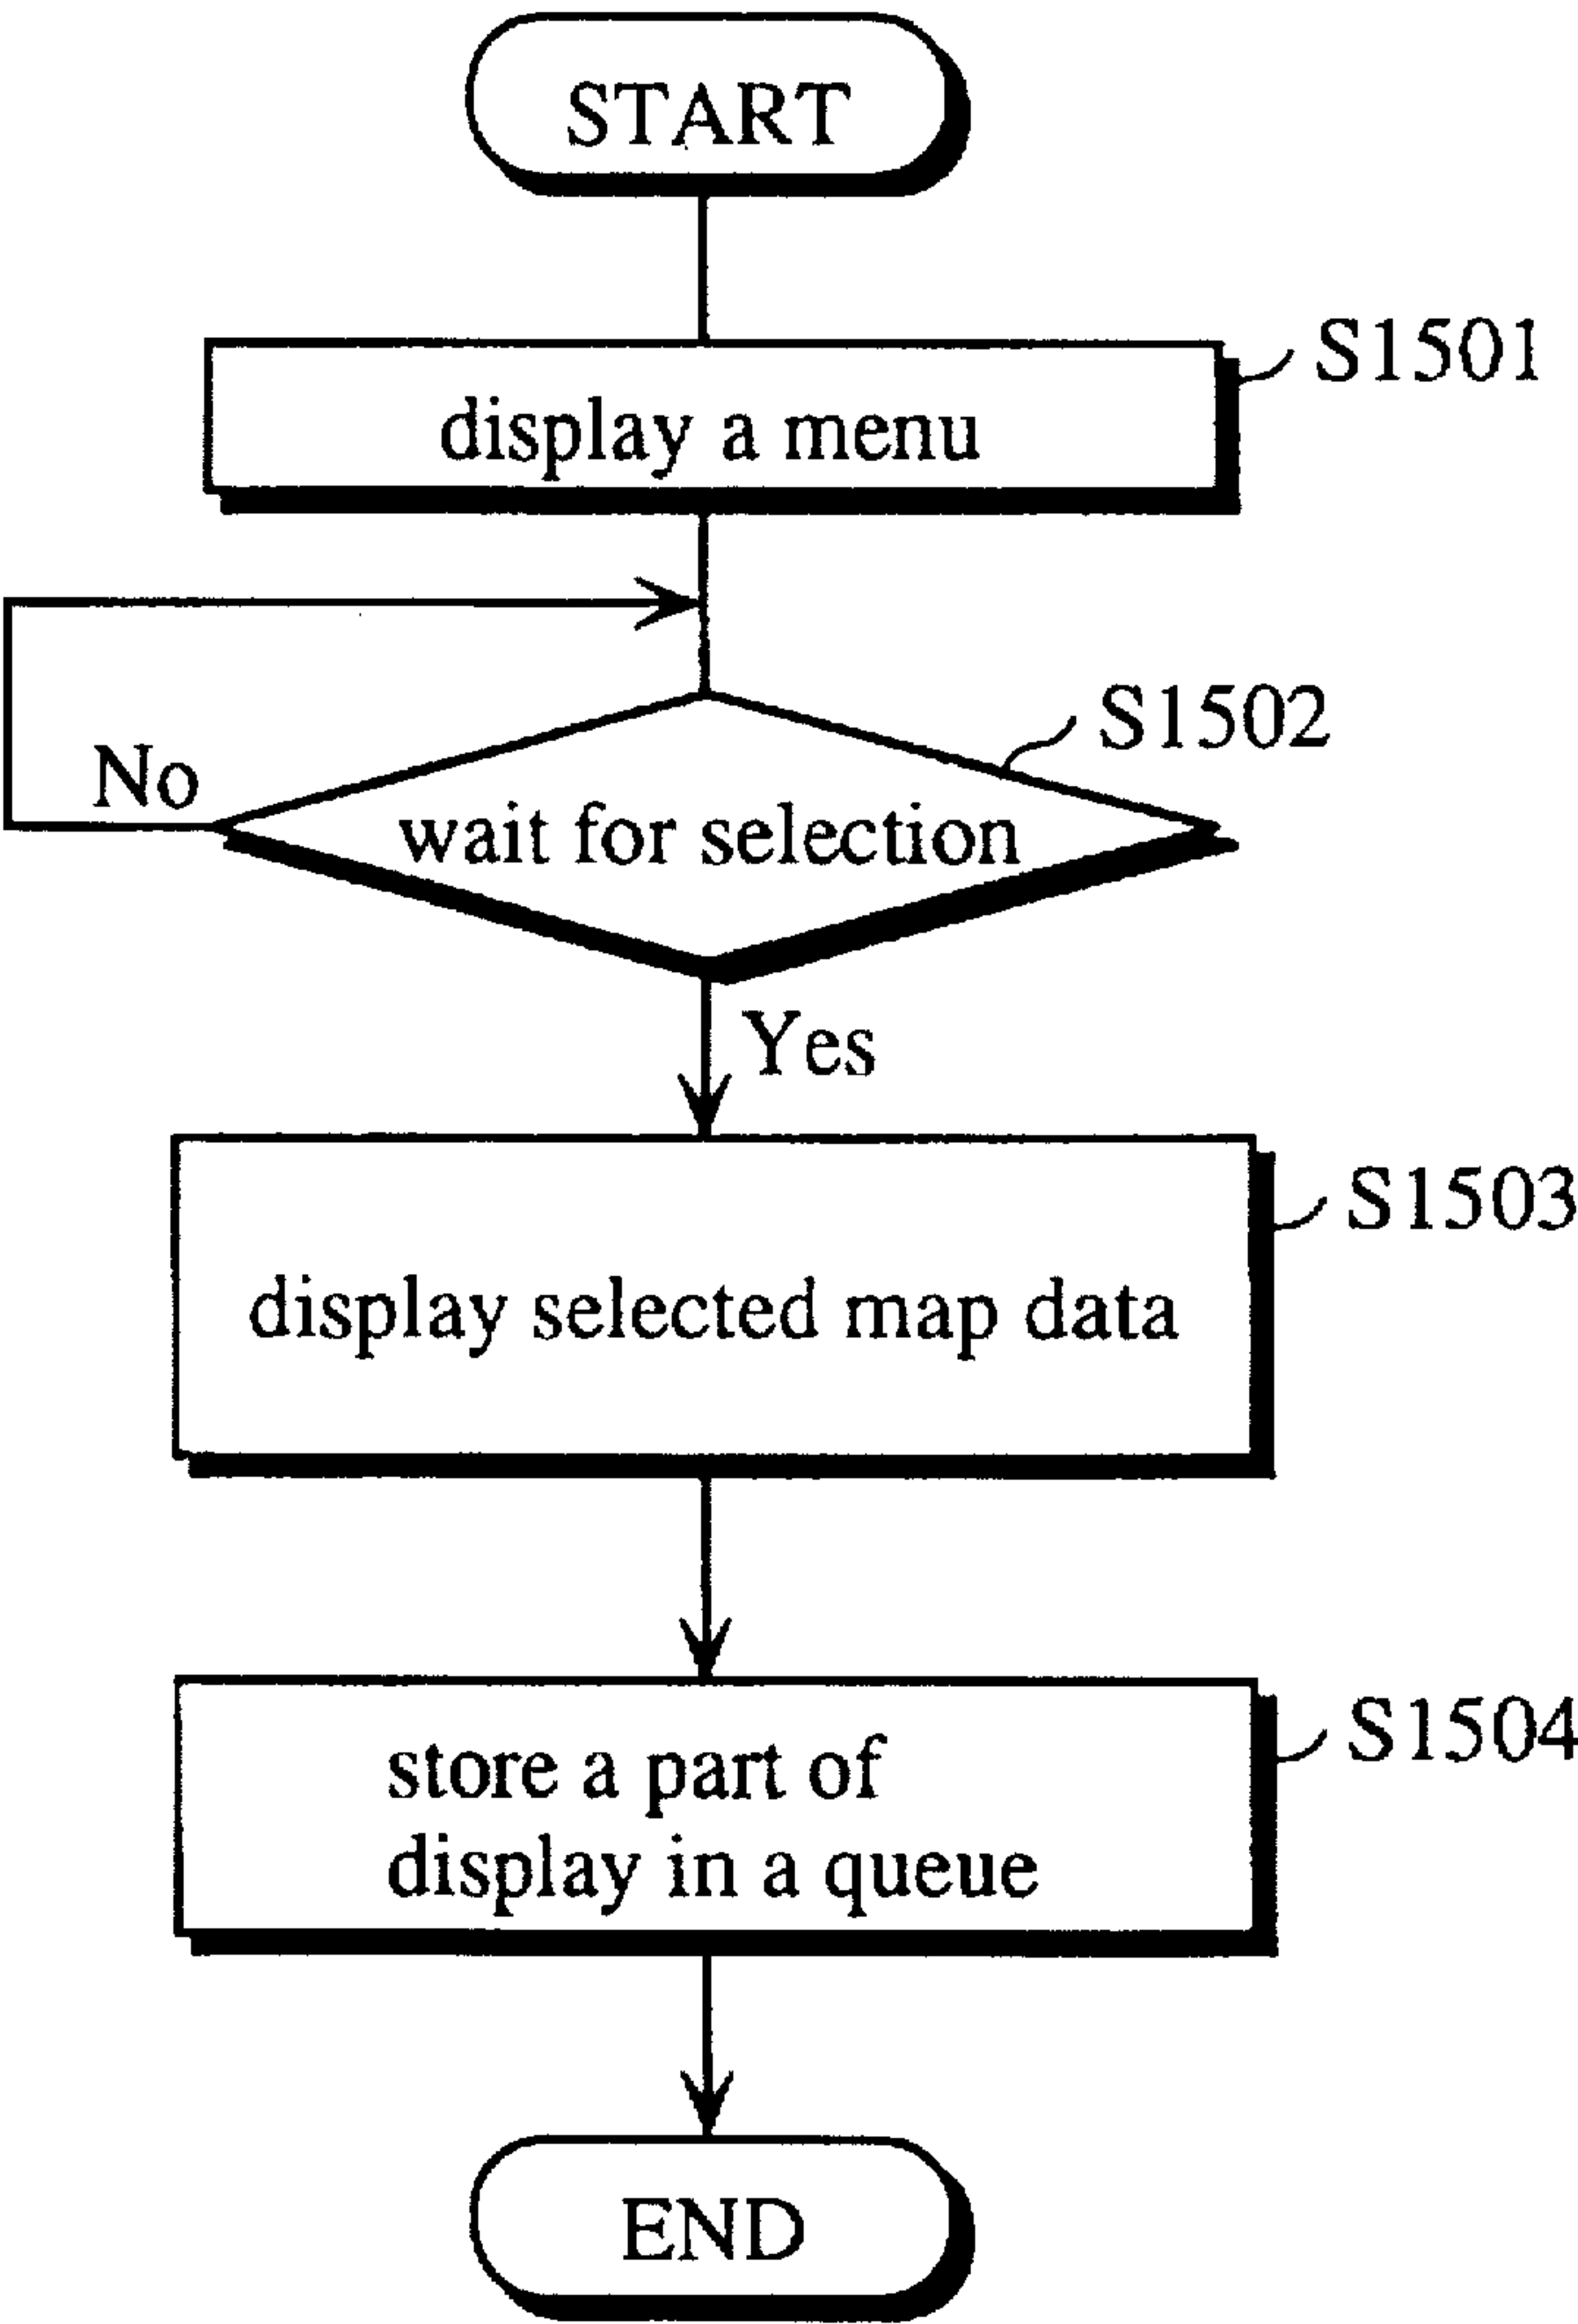 START
S1501
display a menu
S1502
No
wait for selection
Yes
S1503
display selected map data
S1504
store a part of
display in a queue
END